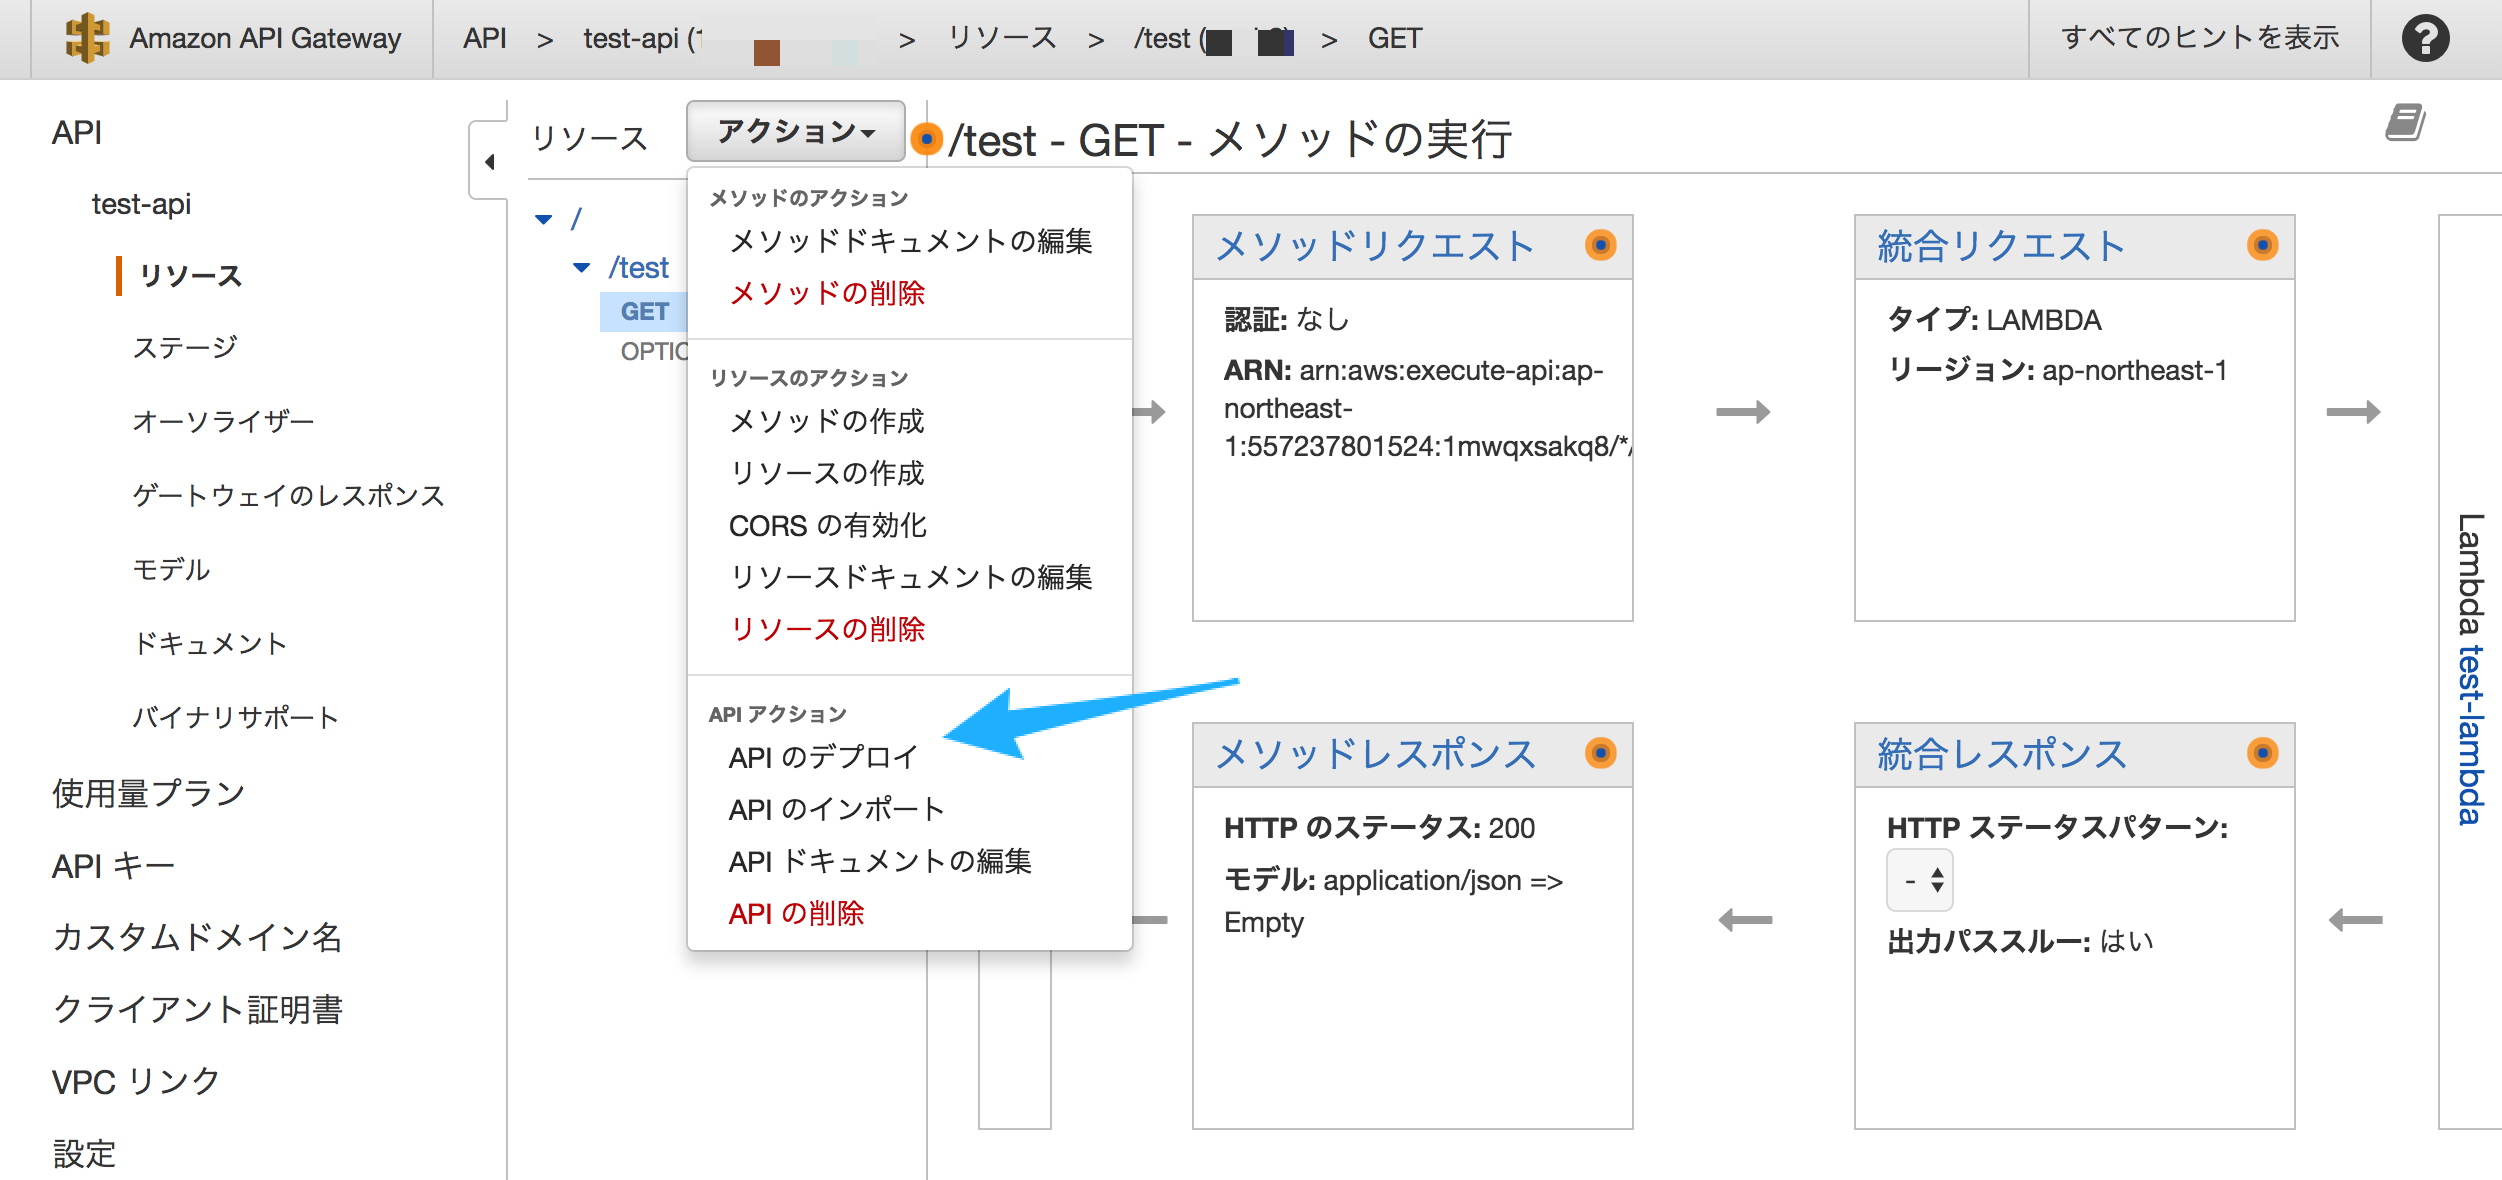 Amazon API Gateway
API > test-api ( > リソース > /test ( > GET
すべてのヒントを表示
?
API
test-api
リソース
ステージ
オーソライザー
ゲートウェイのレスポンス
モデル
ドキュメント
バイナリサポート
使用量プラン
API キー
カスタムドメイン名
クライアント証明書
VPC リンク
設定
リソース
アクション
/
/test
GET
OPTIO
メソッドのアクション
メソッドドキュメントの編集
メソッドの削除
リソースのアクション
メソッドの作成
リソースの作成
CORS の有効化
リソースドキュメントの編集
リソースの削除
API アクション
API のデプロイ
API のインポート
API ドキュメントの編集
API の削除
/test - GET - メソッドの実行
メソッドリクエスト
認証: なし
ARN: arn:aws:execute-api:ap-
northeast-
1:557237801524:1mwqxsakq8/*/
統合リクエスト
タイプ: LAMBDA
リージョン: ap-northeast-1
メソッドレスポンス
HTTP のステータス: 200
モデル: application/json =>
Empty
統合レスポンス
HTTP ステータスパターン:
-
出力パススルー: はい
Lambda test-lambda